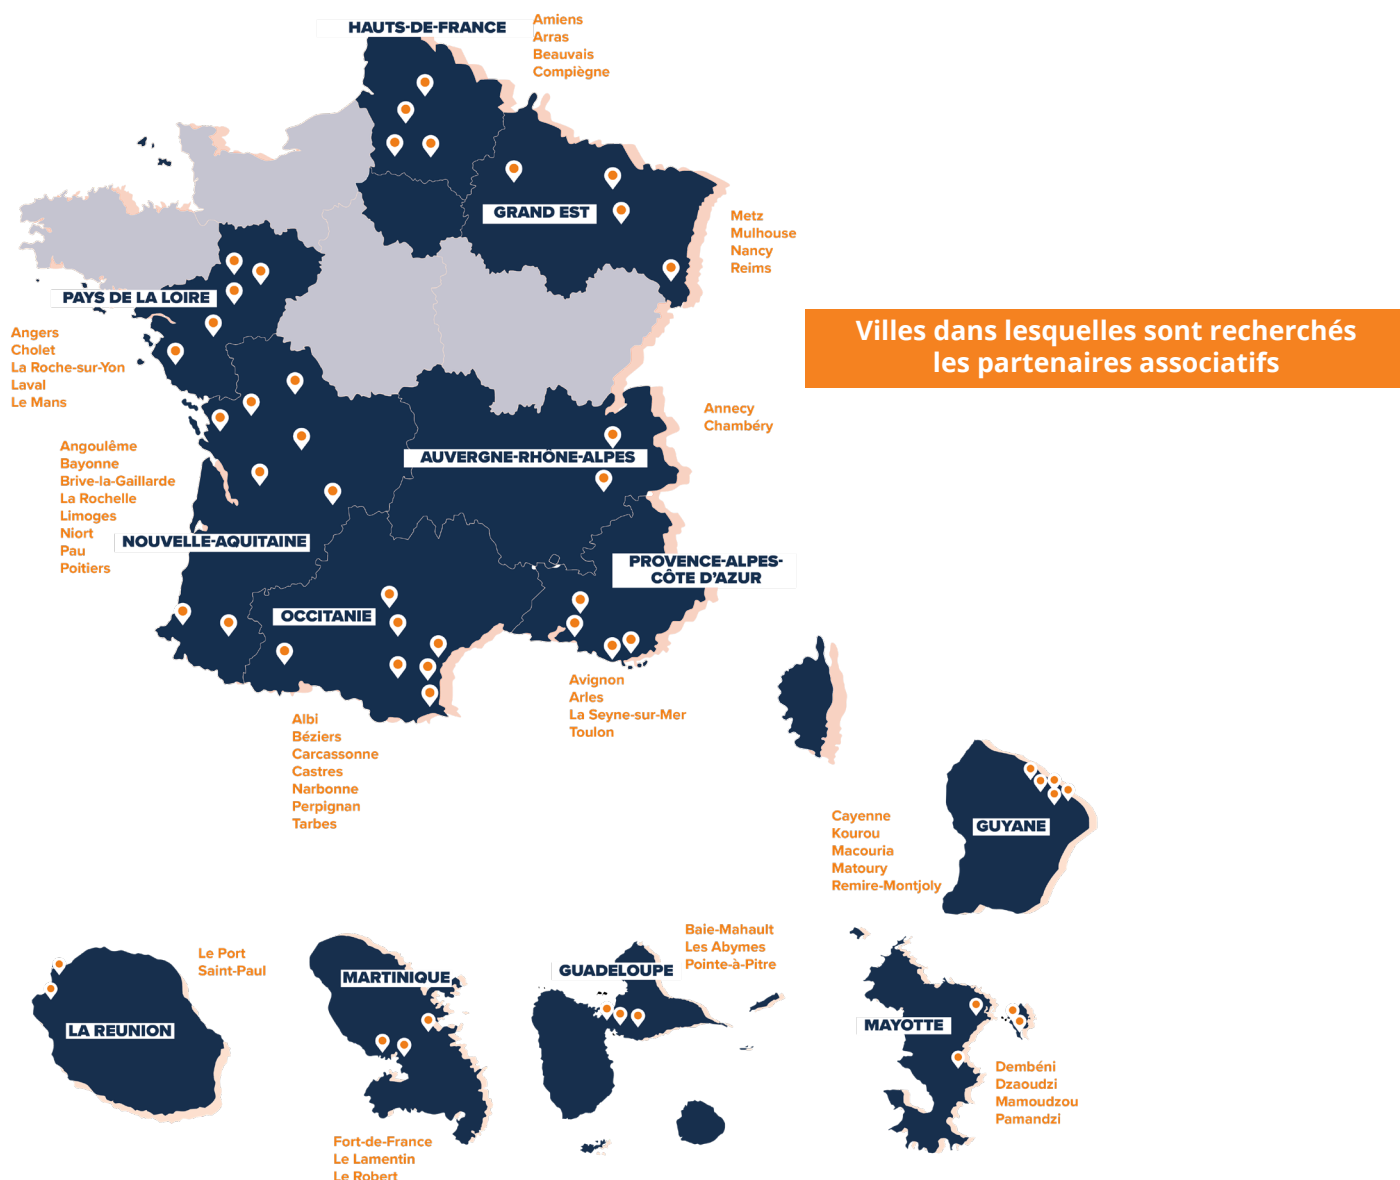 HAUTS-DE-FRANCE
Amiens
Arras
Beauvais
Compiègne
GRAND EST
Metz
Mulhouse
Nancy
Reims
PAYS DE LA LOIRE
Angers
Cholet
La Roche-sur-Yon
Laval
Le Mans
Villes dans lesquelles sont recherchés
les partenaires associatifs
Annecy
Chambéry
AUVERGNE-RHÔNE-ALPES
Angoulême
Bayonne
Brive-la-Gaillarde
La Rochelle
Limoges
Niort
Pau
Poitiers
NOUVELLE-AQUITAINE
PROVENCE-ALPES-
CÔTE D'AZUR
OCCITANIE
Avignon
Arles
La Seyne-sur-Mer
Toulon
Albi
Béziers
Carcassonne
Castres
Narbonne
Perpignan
Tarbes
Cayenne
Kourou
Macouria
Matoury
Remire-Montjoly
GUYANE
Le Port
Saint-Paul
LA REUNION
MARTINIQUE
Fort-de-France
Le Lamentin
Le Robert
GUADELOUPE
Baie-Mahault
Les Abymes
Pointe-à-Pitre
MAYOTTE
Dembéni
Dzaoudzi
Mamoudzou
Pamandzi